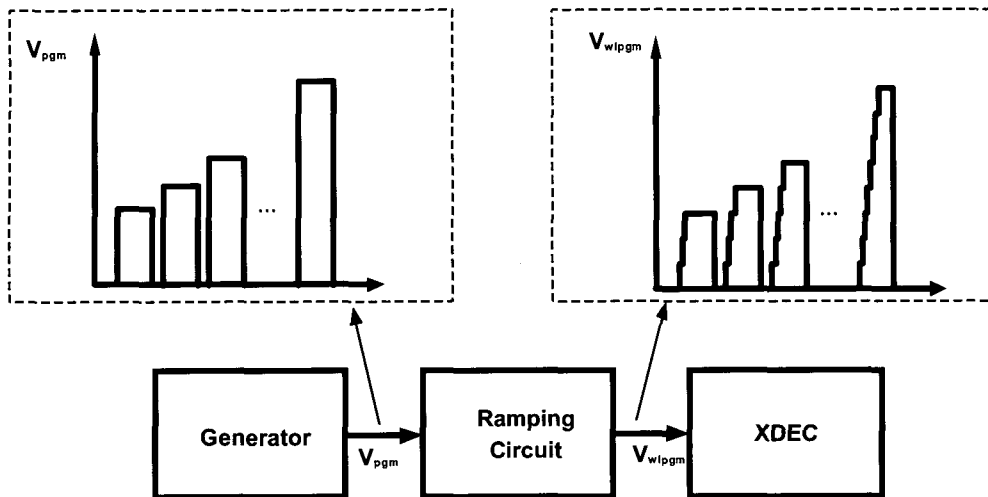 Vpgm
...
Vwlpgm
...
Generator
Vpgm
Ramping
Circuit
Vwlpgm
XDEC